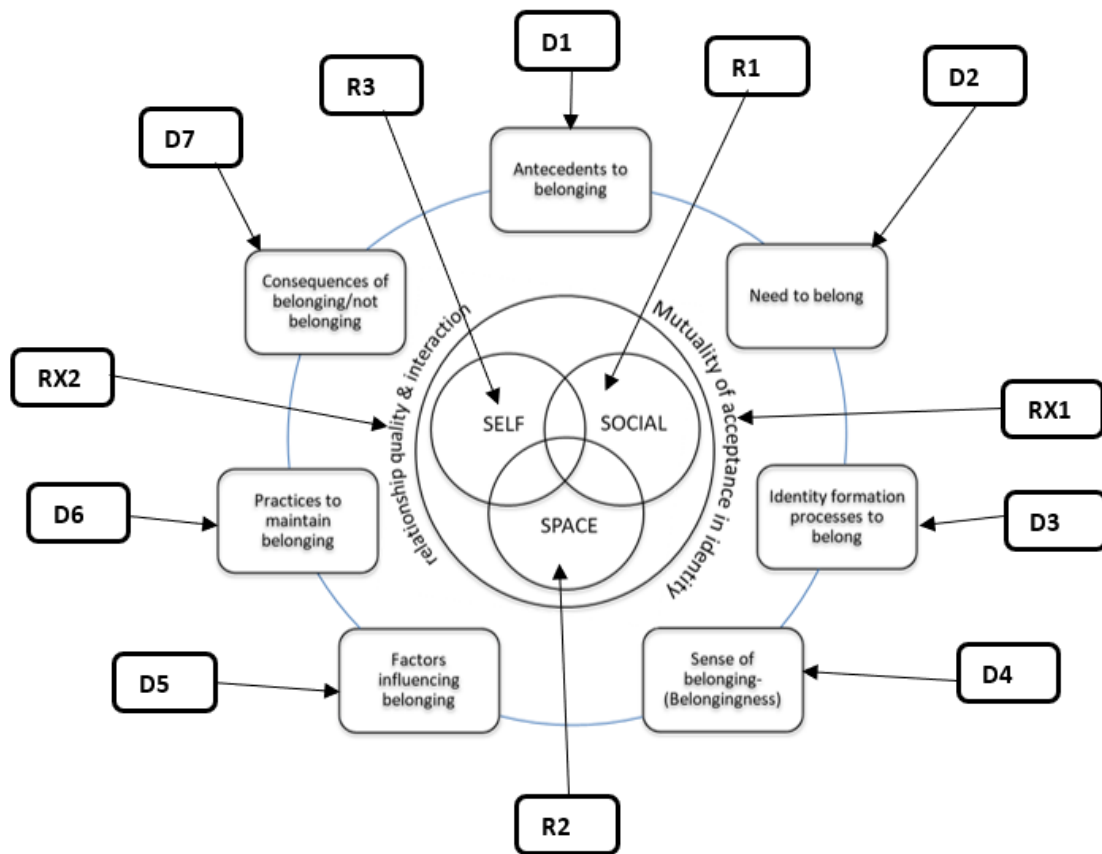 D1
R1
R3
D2
D7
Antecedents to
belonging
Consequences of
belonging/not
belonging
Need to belong
relationship quality & interaction
Mutuality of acceptance in identity
RX2
RX1
SELF
SOCIAL
SPACE
D6
Practices to
maintain
belonging
Identity formation
processes to
belong
D3
D5
Factors
influencing
belonging
Sense of
belonging-
(Belongingness)
D4
R2